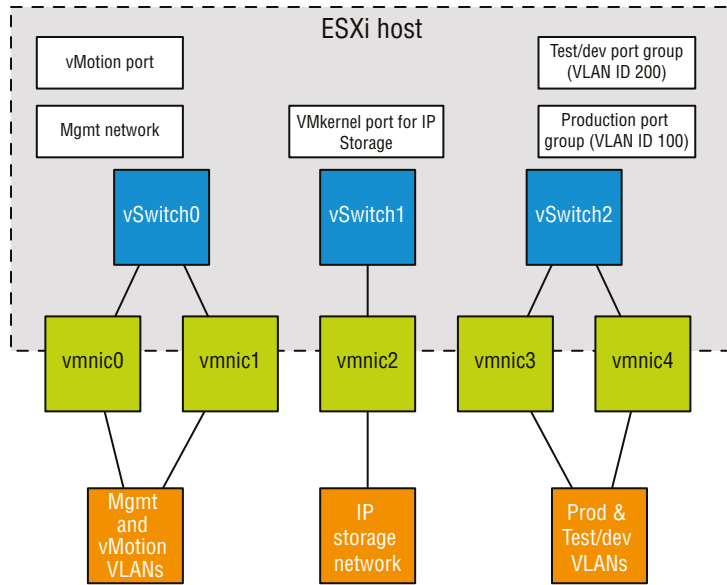 ESXi host
vMotion port
Test/dev port group
(VLAN ID 200)
Mgmt network
VMkernel port for IP
Storage
Production port
group (VLAN ID 100)
vSwitch0
vSwitch1
vSwitch2
vmnic0
vmnic1
vmnic2
vmnic3
vmnic4
Mgmt
and
vMotion
VLANs
IP
storage
network
Prod &
Test/dev
VLANs